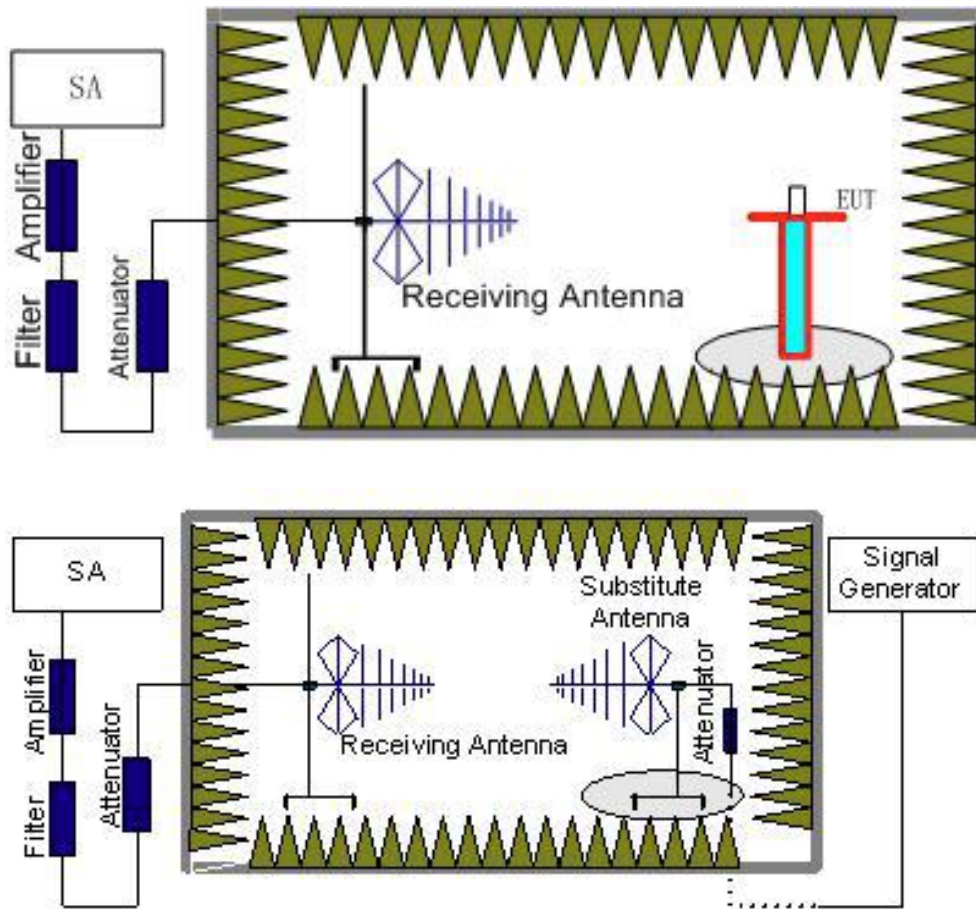 SA
Amplifier
Filter
Attenuator
Receiving Antenna
EUT
SA
Amplifier
Filter
Attenuator
Receiving Antenna
Substitute
Antenna
Attenuator
Signal
Generator